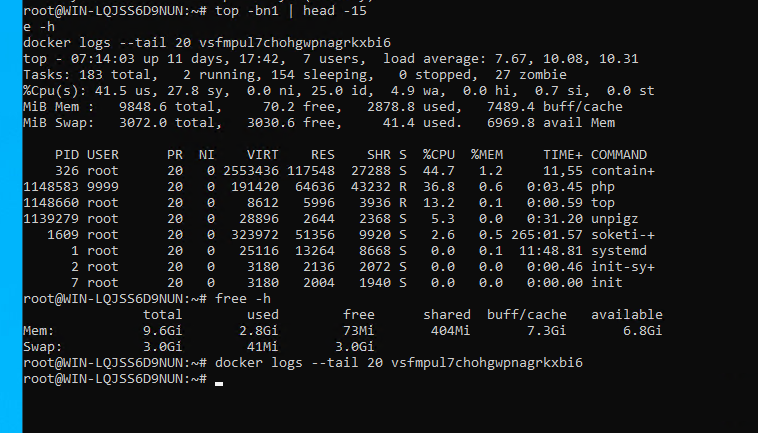 root@WIN-LQJSS6D9NUN:~# top -bn1 | head -15
e -h
docker logs --tail 20 vsfmpul7chohgwpnagrkxbi6
top - 07:14:03 up 11 days, 17:42,  7 users,  load average: 7.67, 10.08, 10.31
Tasks: 183 total,   2 running, 154 sleeping,   0 stopped,  27 zombie
%Cpu(s): 41.5 us, 27.8 sy,  0.0 ni, 25.0 id,  4.9 wa,  0.0 hi,  0.7 si,  0.0 st
MiB Mem :   9848.6 total,     70.2 free,   2878.8 used,   7489.4 buff/cache
MiB Swap:   3072.0 total,   3030.6 free,     41.4 used.   6969.8 avail Mem
PID USER      PR  NI    VIRT    RES    SHR S  %CPU  %MEM     TIME+ COMMAND
326 root      20   0 2553436 117548  27288 S  44.7   1.2     11,55 contain+
1148583 9999      20   0  191420  64636  43232 R  36.8   0.6   0:03.45 php
1148660 root      20   0    8612   5996   3936 R  13.2   0.1   0:00.59 top
1139279 root      20   0   28896   2644   2368 S   5.3   0.0   0:31.20 unpigz
1609 root      20   0  323972  51356   9920 S   2.6   0.5 265:01.57 soketi-+
1 root      20   0   25116  13264   8668 S   0.0   0.1  11:48.81 systemd
2 root      20   0    3180   2136   2072 S   0.0   0.0   0:00.46 init-sy+
7 root      20   0    3180   2004   1940 S   0.0   0.0   0:00.00 init
root@WIN-LQJSS6D9NUN:~# free -h
total        used        free      shared  buff/cache   available
Mem:           9.6Gi       2.8Gi        73Mi       404Mi       7.3Gi       6.8Gi
Swap:          3.0Gi        41Mi       3.0Gi
root@WIN-LQJSS6D9NUN:~# docker logs --tail 20 vsfmpul7chohgwpnagrkxbi6
root@WIN-LQJSS6D9NUN:~#